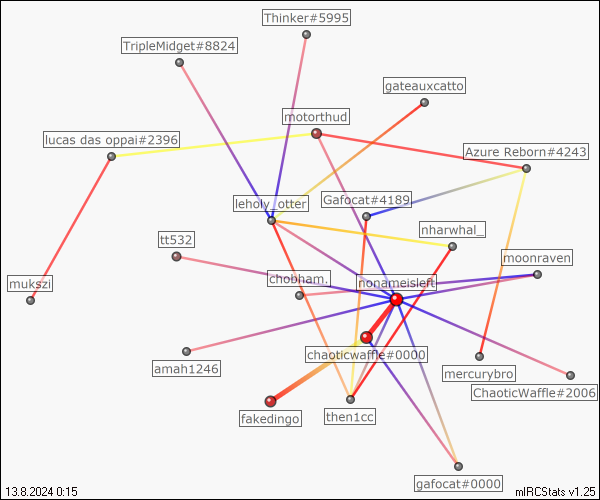 Thinker#5995
TripleMidget#8824
gateauxcatto
motorthud
lucas das oppai#2396
Azure Reborn#4243
leholy_otter
Gafocat#4189
nharwhal_
tt532
moonraven
mukszi
chobham.
nonameisleft
chaoticwaffle#0000
amah1246
mercurybro
ChaoticWaffle#2006
fakedingo
then1cc
gafocat#0000
13.8.2024 0:15
mIRCStats v1.25